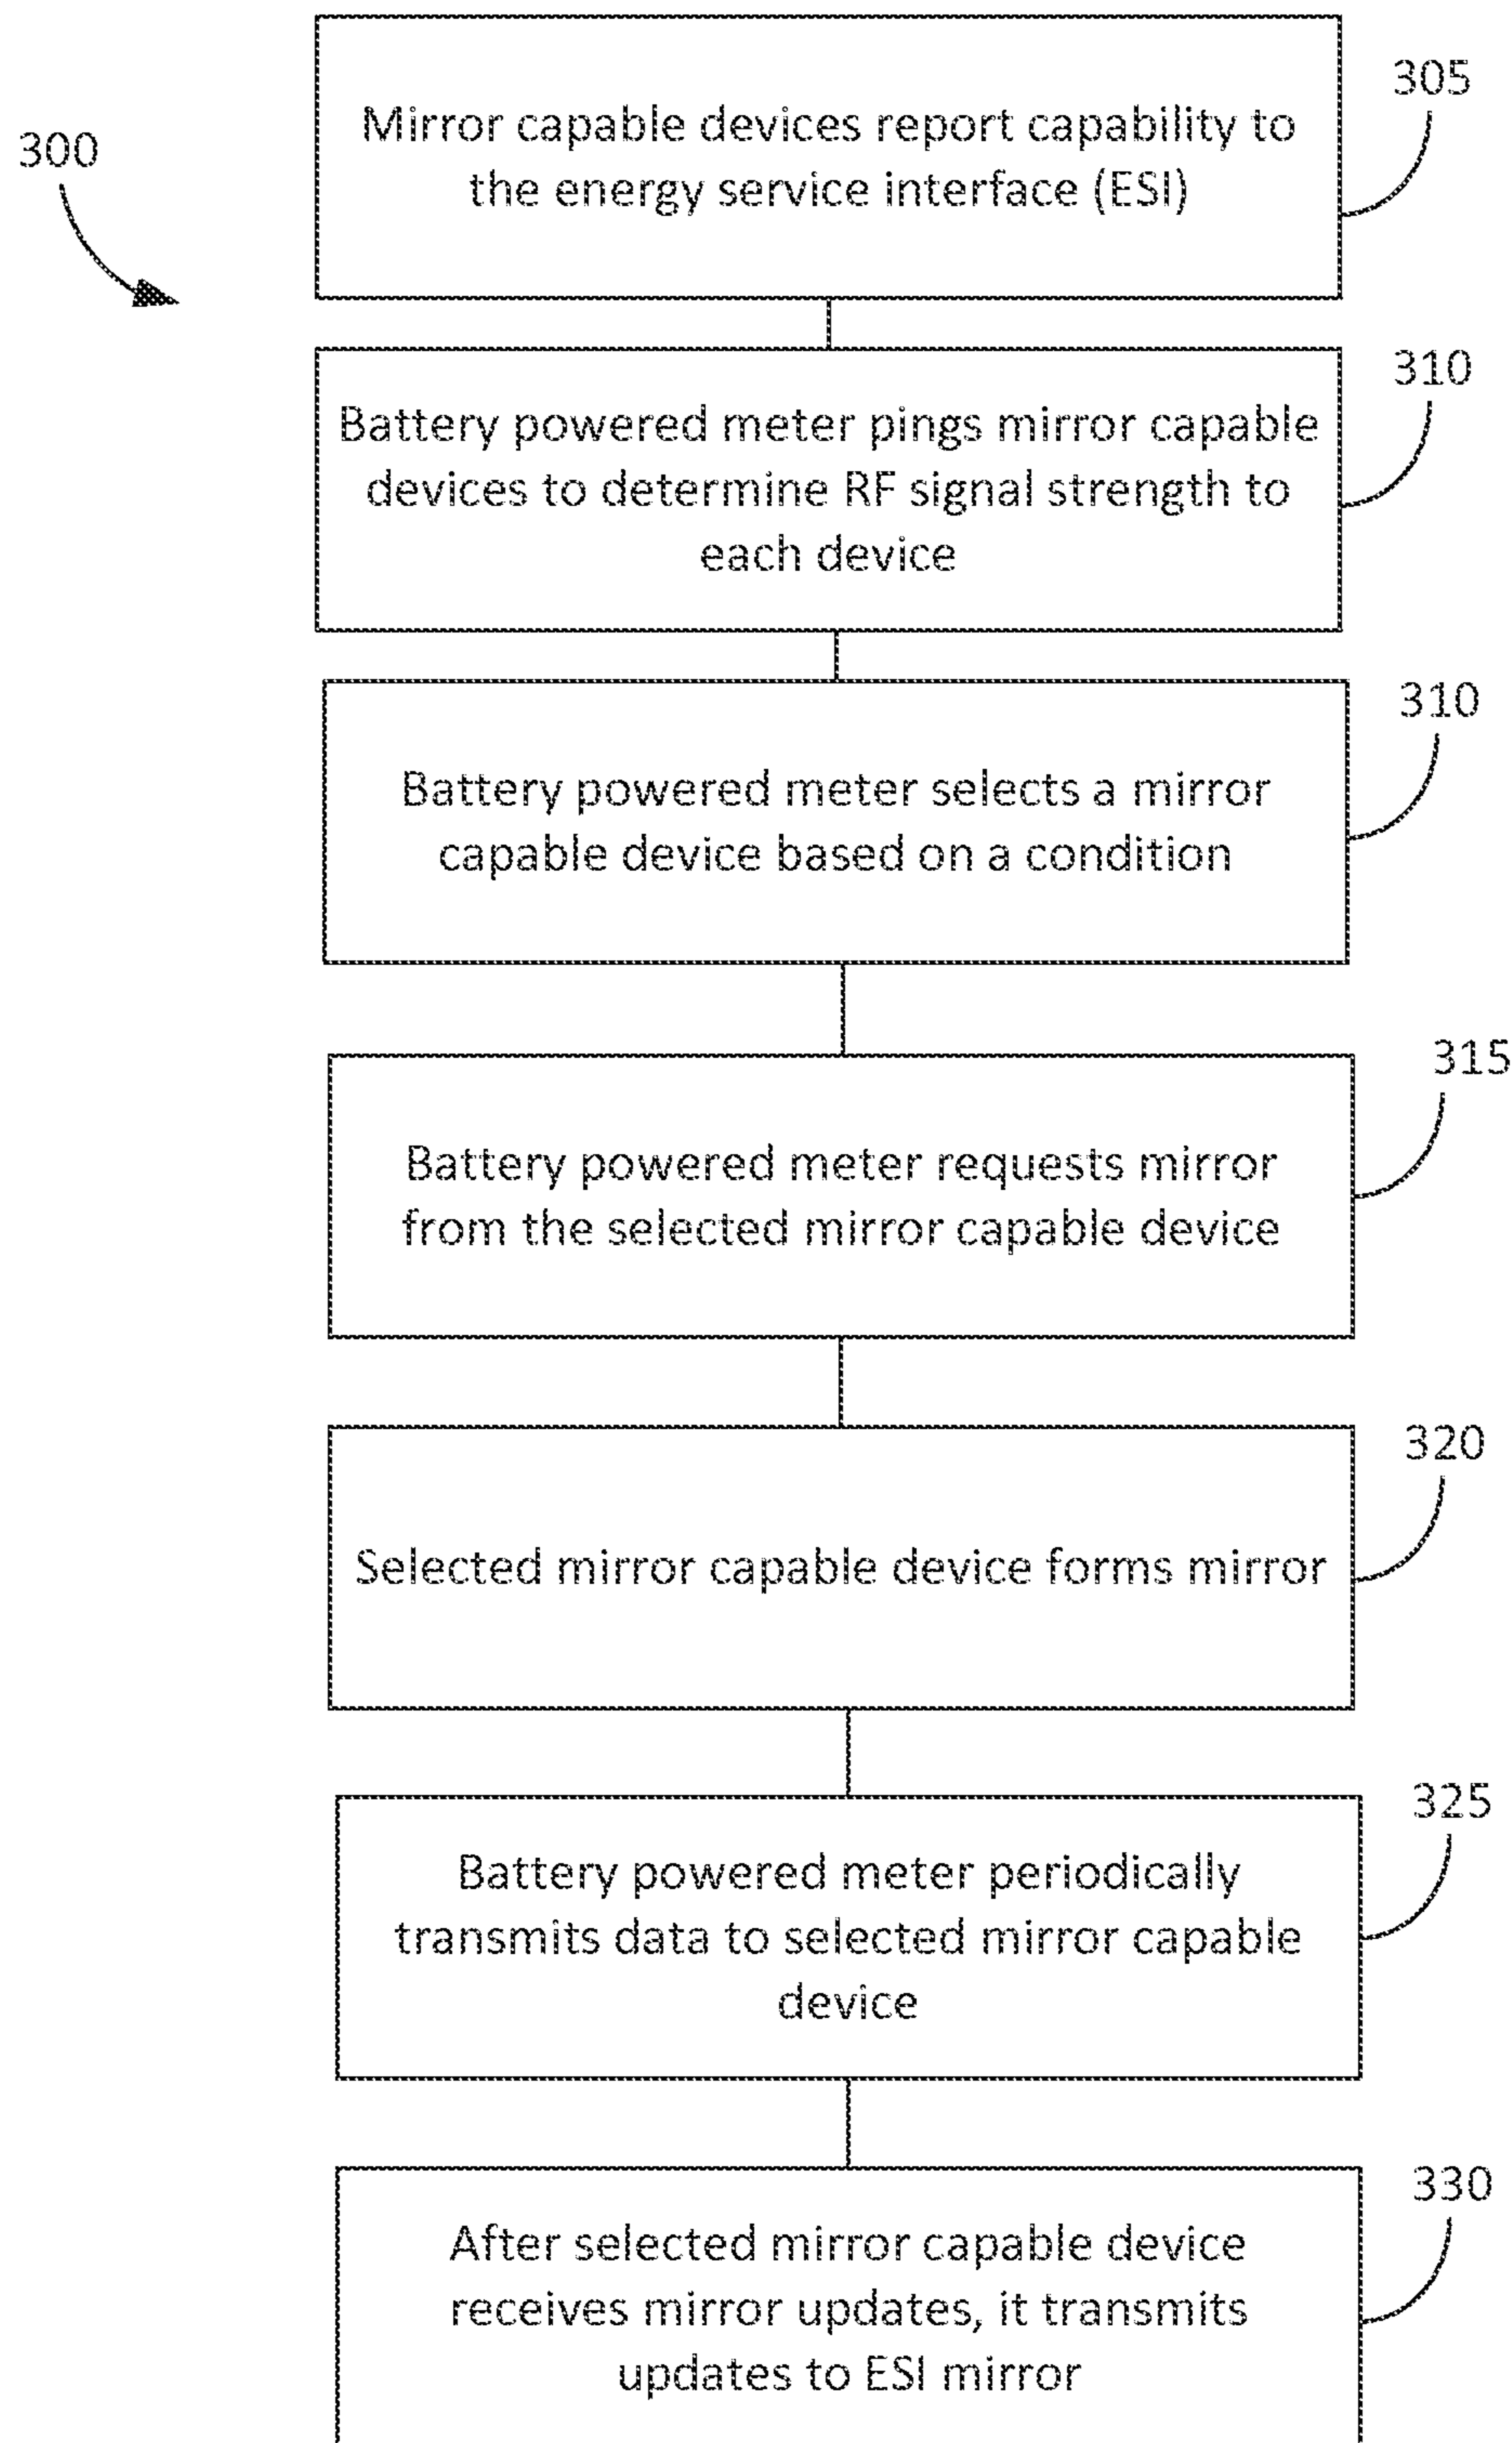 300
305
Mirror capable devices report capability to
the energy service interface (ESI)
310
Battery powered meter pings mirror capable
devices to determine RF signal strength to
each device
310
Battery powered meter selects a mirror
capable device based on a condition
315
Battery powered meter requests mirror
from the selected mirror capable device
320
Selected mirror capable device forms mirror
325
Battery powered meter periodically
transmits data to selected mirror capable
device
330
After selected mirror capable device
receives mirror updates, it transmits
updates to ESI mirror